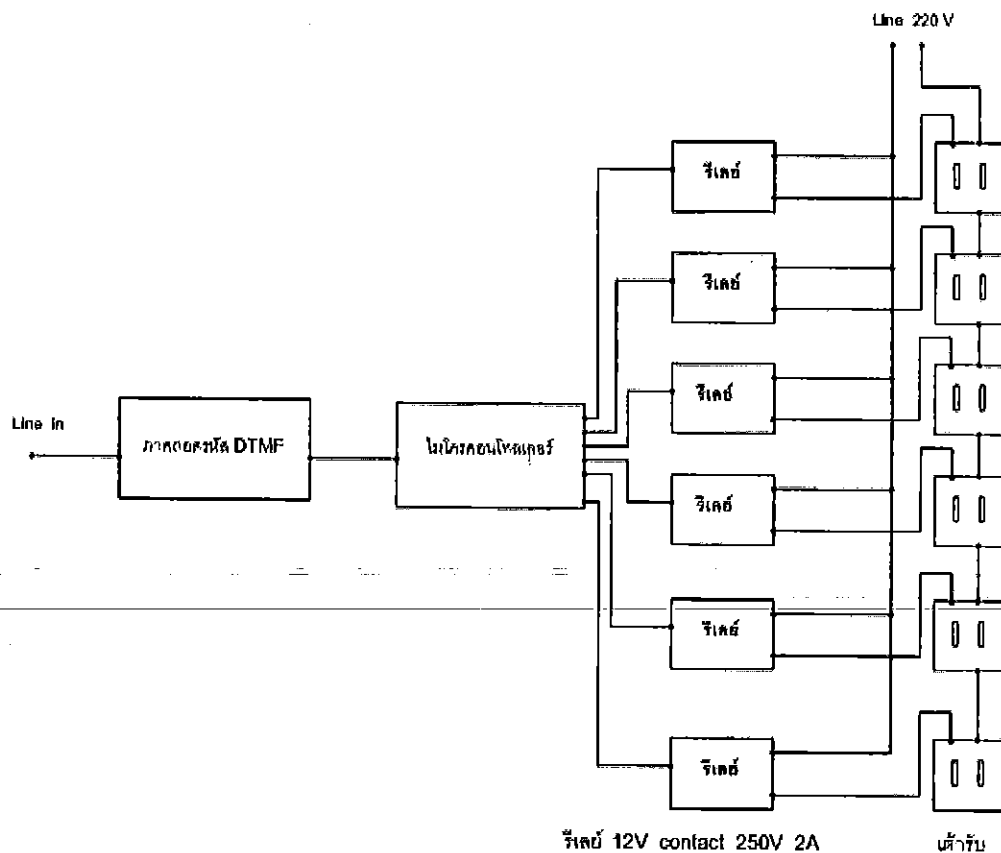 Line 220 V
รีเลย์
รีเลย์
รีเลย์
Line in
ภาคถอดรหัส DTMF
ไมโครคอนโทลเลอร์
รีเลย์
รีเลย์
รีเลย์
รีเลย์ 12V contact 250V 2A
เต้ารับ